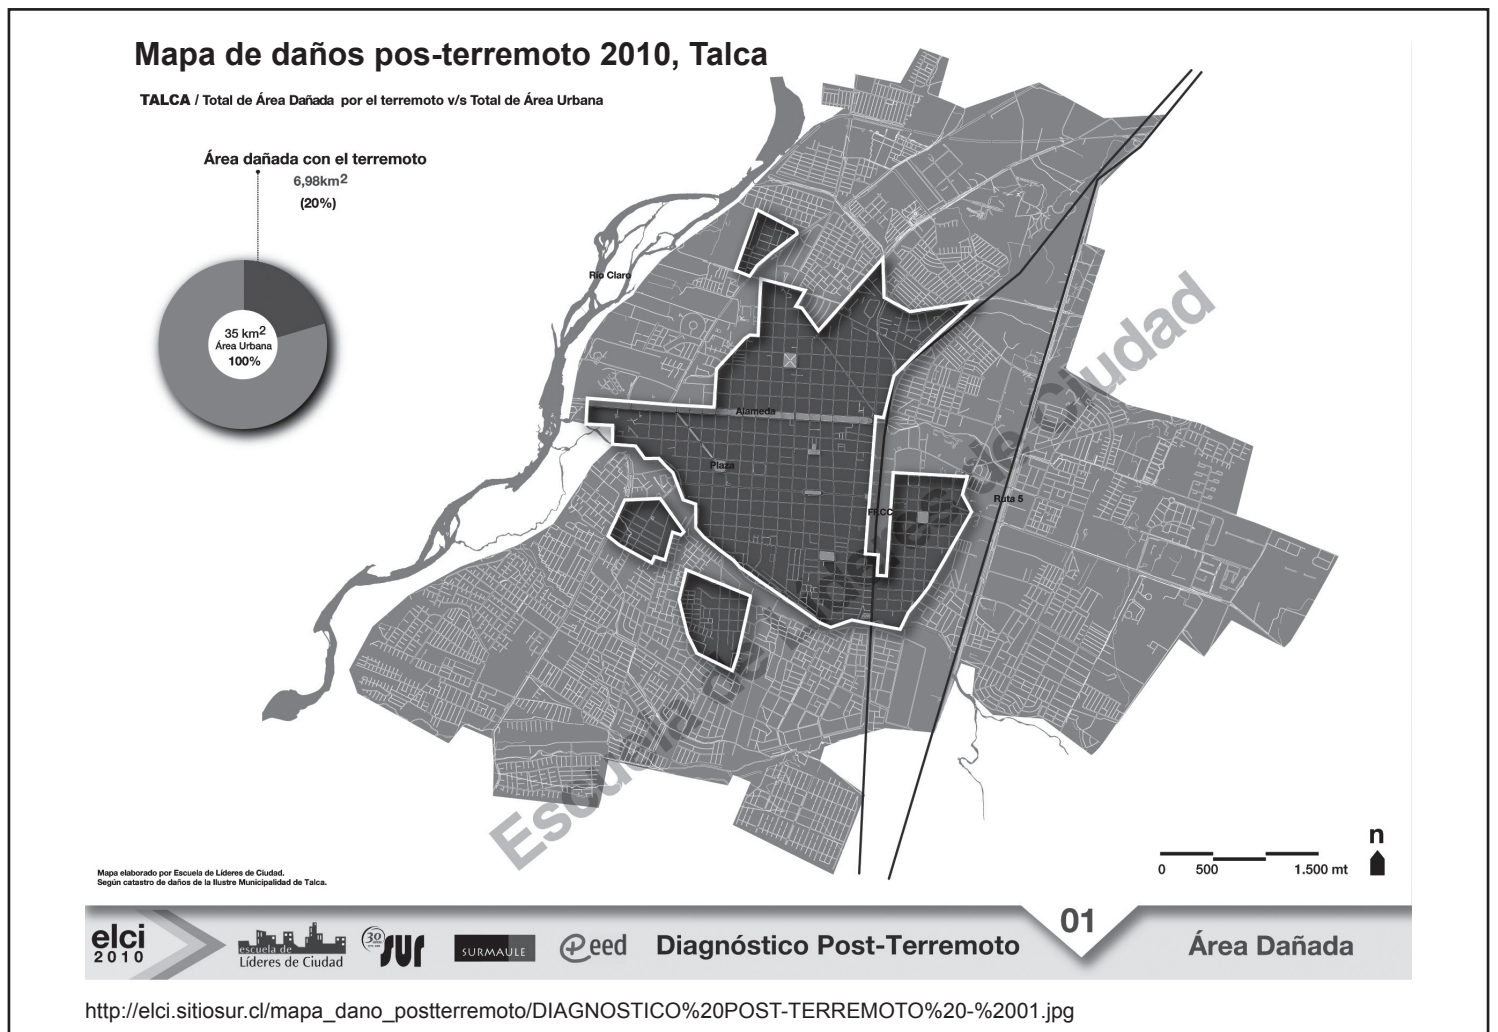 Mapa de daños pos-terremoto 2010, Talca
TALCA / Total de Área Dañada por el terremoto v/s Total de Área Urbana
Área dañada con el terremoto
6,98km2
(20%)
35 km2
Área Urbana
100%
Río Claro
Alameda
Plaza
FF.CC
Ruta 5
Escuela de Líderes de Ciudad
n
0 500 1.500 mt
Mapa elaborado por Escuela de Líderes de Ciudad.
Según catastro de daños de la Ilustre Municipalidad de Talca.
elci
2010
escuela de
Líderes de Ciudad
30
sur
SURMAULE
eed
Diagnóstico Post-Terremoto
01
Área Dañada
http://elci.sitiosur.cl/mapa_dano_postterremoto/DIAGNOSTICO%20POST-TERREMOTO%20-%2001.jpg